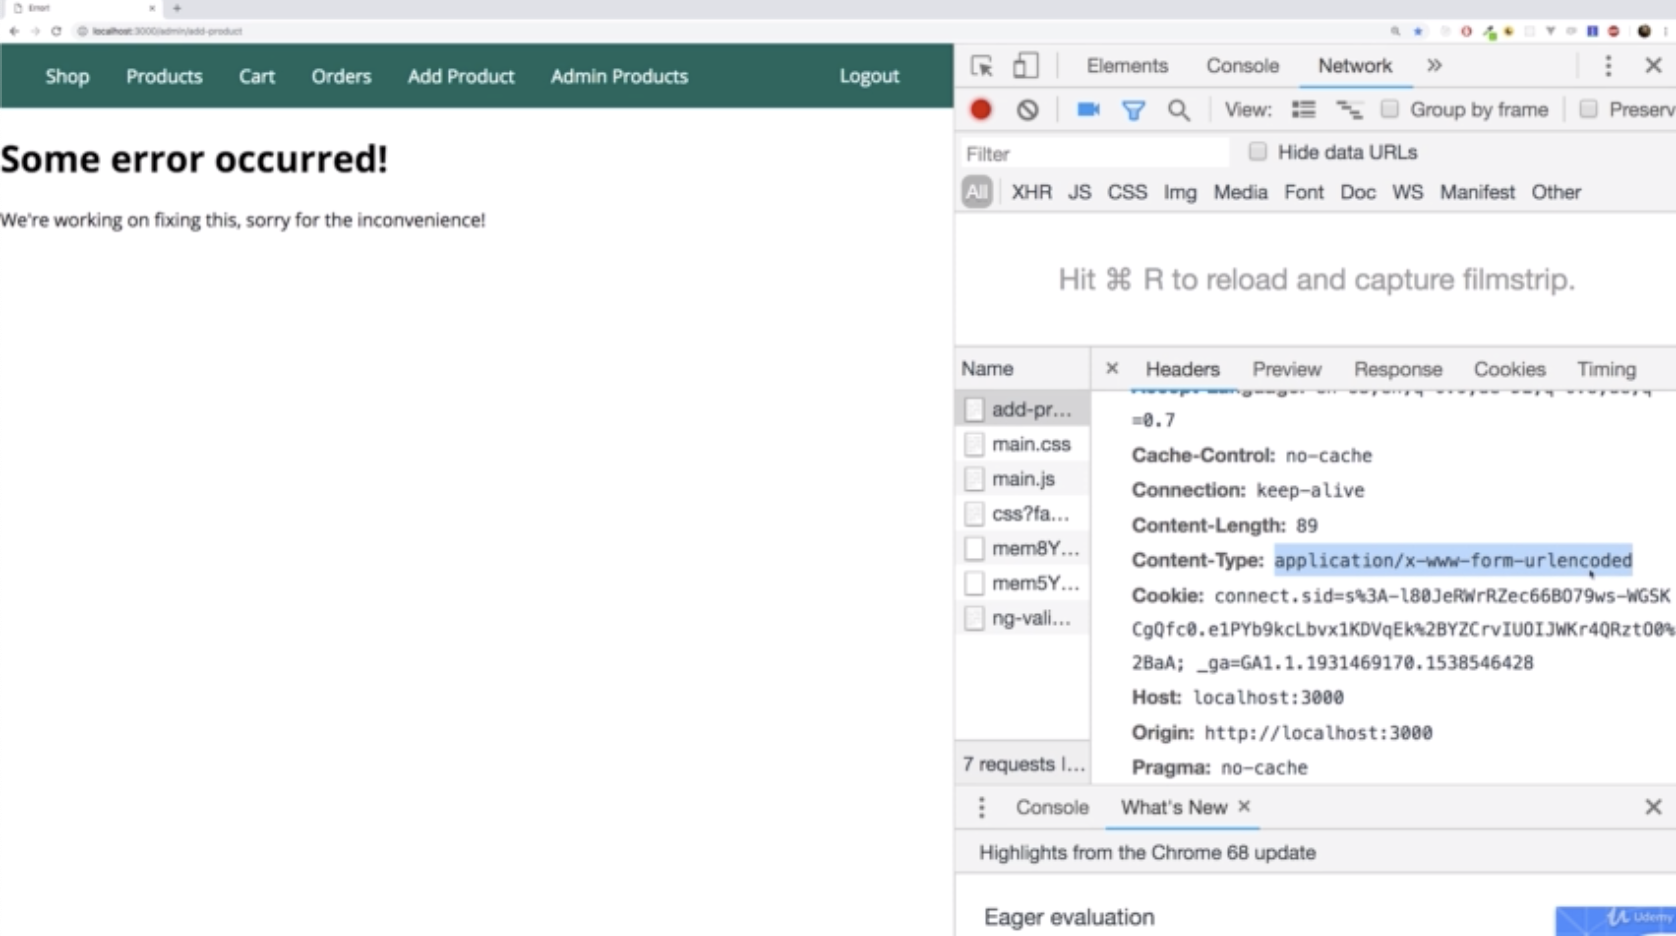 Error!
localhost:3000/admin/add-product
Shop Products Cart Orders Add Product Admin Products Logout
Some error occurred!
We're working on fixing this, sorry for the inconvenience!
Elements Console Network
View: Group by frame Preserv
Filter Hide data URLs
All XHR JS CSS Img Media Font Doc WS Manifest Other
Hit ⌘ R to reload and capture filmstrip.
Name
add-pr...
main.css
main.js
css?fa...
mem8Y...
mem5Y...
ng-vali...
7 requests I...
Headers Preview Response Cookies Timing
=0.7
Cache-Control: no-cache
Connection: keep-alive
Content-Length: 89
Content-Type: application/x-www-form-urlencoded
Cookie: connect.sid=s%3A-l80JeRWrRZec66BO79ws-WGSK
CgQfc0.e1PYb9kcLbvx1KDVqEk%2BYZCrvIUOIJWKr4QRztO0%
2BaA; _ga=GA1.1.1931469170.1538546428
Host: localhost:3000
Origin: http://localhost:3000
Pragma: no-cache
Console What's New
Highlights from the Chrome 68 update
Eager evaluation
Udemy